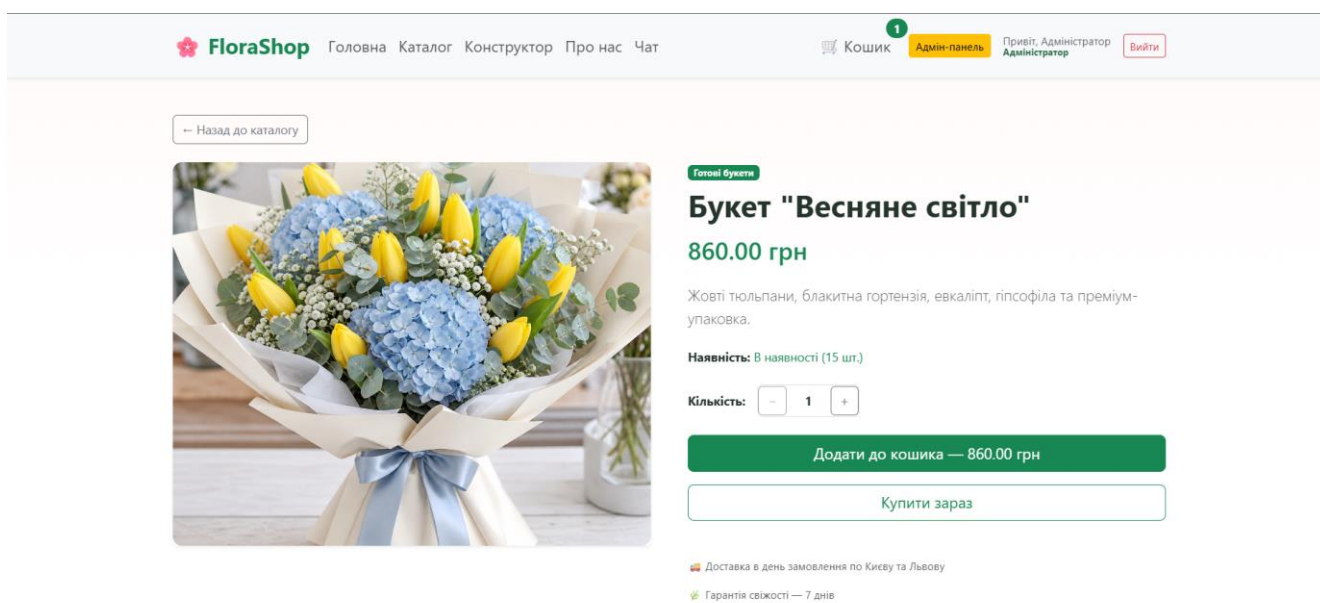 1
FloraShop Головна Каталог Конструктор Про нас Чат Кошик Адмін-панель Привіт, Адміністратор Вийти
Адміністратор
← Назад до каталогу
Готові букети
Букет "Весняне світло"
860.00 грн
Жовті тюльпани, блакитна гортензія, евкаліпт, гіпсофіла та преміум-
упаковка.
Наявність: В наявності (15 шт.)
Кількість: − 1 +
Додати до кошика — 860.00 грн
Купити зараз
Доставка в день замовлення по Києву та Львову
Гарантія свіжості — 7 днів